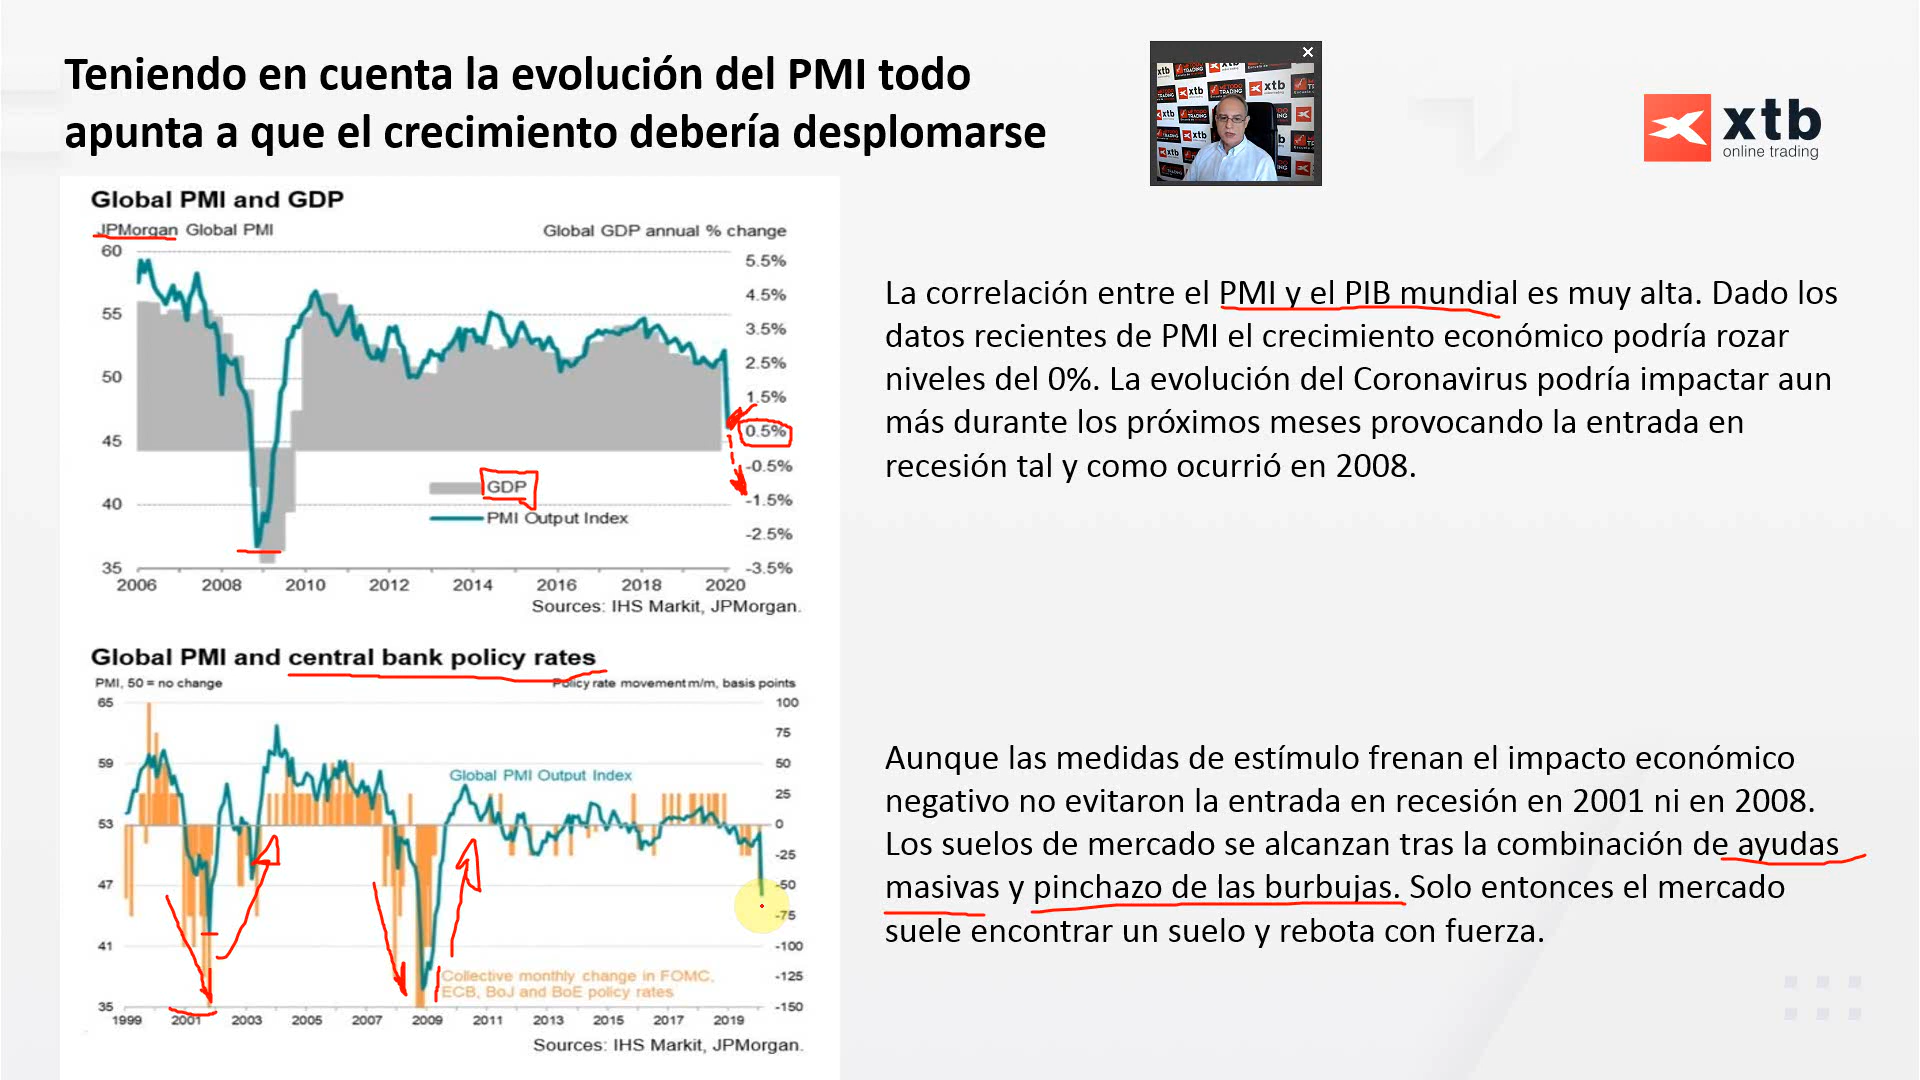 Teniendo en cuenta la evolución del PMI todo
apunta a que el crecimiento debería desplomarse
xtb
online trading
Global PMI and GDP
JPMorgan Global PMI
Global GDP annual % change
60
55
50
45
40
35
5.5%
4.5%
3.5%
2.5%
1.5%
0.5%
-0.5%
-1.5%
-2.5%
-3.5%
GDP
PMI Output Index
2006 2008 2010 2012 2014 2016 2018 2020
Sources: IHS Markit, JPMorgan.
La correlación entre el PMI y el PIB mundial es muy alta. Dado los
datos recientes de PMI el crecimiento económico podría rozar
niveles del 0%. La evolución del Coronavirus podría impactar aun
más durante los próximos meses provocando la entrada en
recesión tal y como ocurrió en 2008.
Global PMI and central bank policy rates
PMI, 50 = no change
Policy rate movement m/m, basis points
65
59
53
47
41
35
100
75
50
25
0
-25
-50
-75
-100
-125
-150
Global PMI Output Index
Collective monthly change in FOMC,
ECB, BoJ and BoE policy rates
1999 2001 2003 2005 2007 2009 2011 2013 2015 2017 2019
Sources: IHS Markit, JPMorgan.
Aunque las medidas de estímulo frenan el impacto económico
negativo no evitaron la entrada en recesión en 2001 ni en 2008.
Los suelos de mercado se alcanzan tras la combinación de ayudas
masivas y pinchazo de las burbujas. Solo entonces el mercado
suele encontrar un suelo y rebota con fuerza.